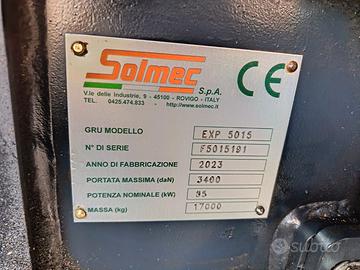 Solmec S.p.A.
CE
V.le delle Industrie, 9 - 45100 - ROVIGO - ITALY
TEL. 0425.474.833 - http://www.solmec.it
GRU MODELLO EXP 5015
N° DI SERIE F5015191
ANNO DI FABBRICAZIONE 2023
PORTATA MASSIMA (daN) 3400
POTENZA NOMINALE (kW) 95
MASSA (kg) 17000
subito